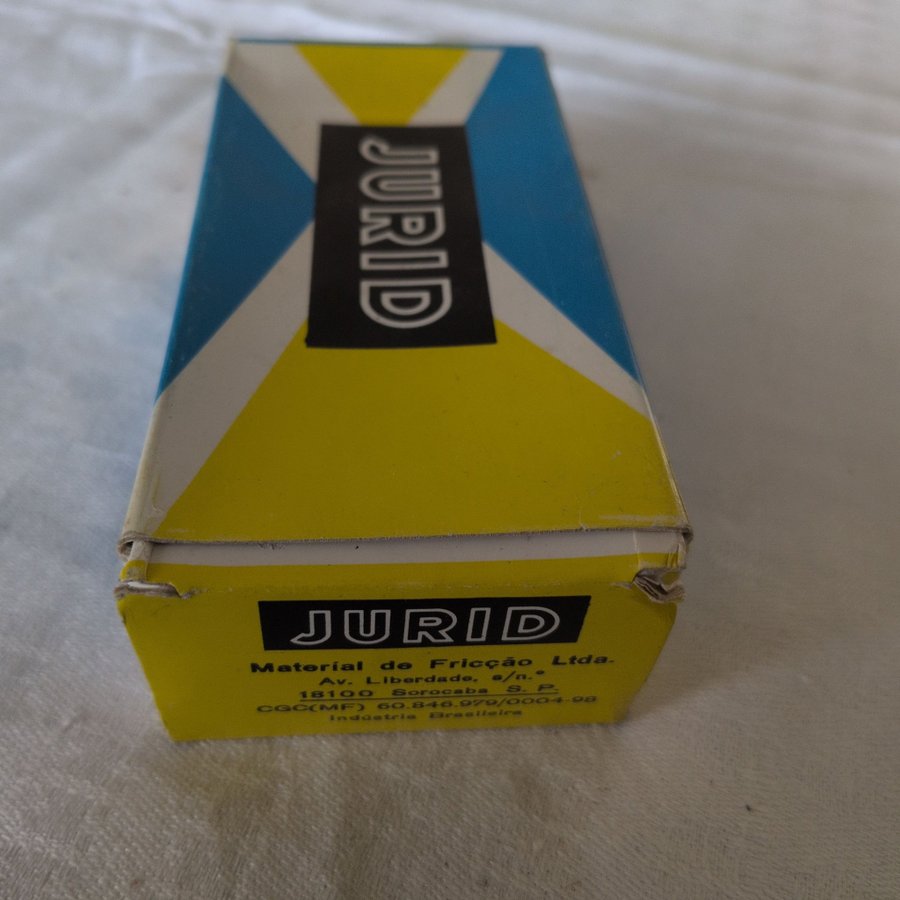 JURID
JURID
Material de Fricção Ltda.
Av. Liberdade, s/n.º
18100 Sorocaba S. P.
CGC(MF) 60.846.979/0004-98
Indústria Brasileira